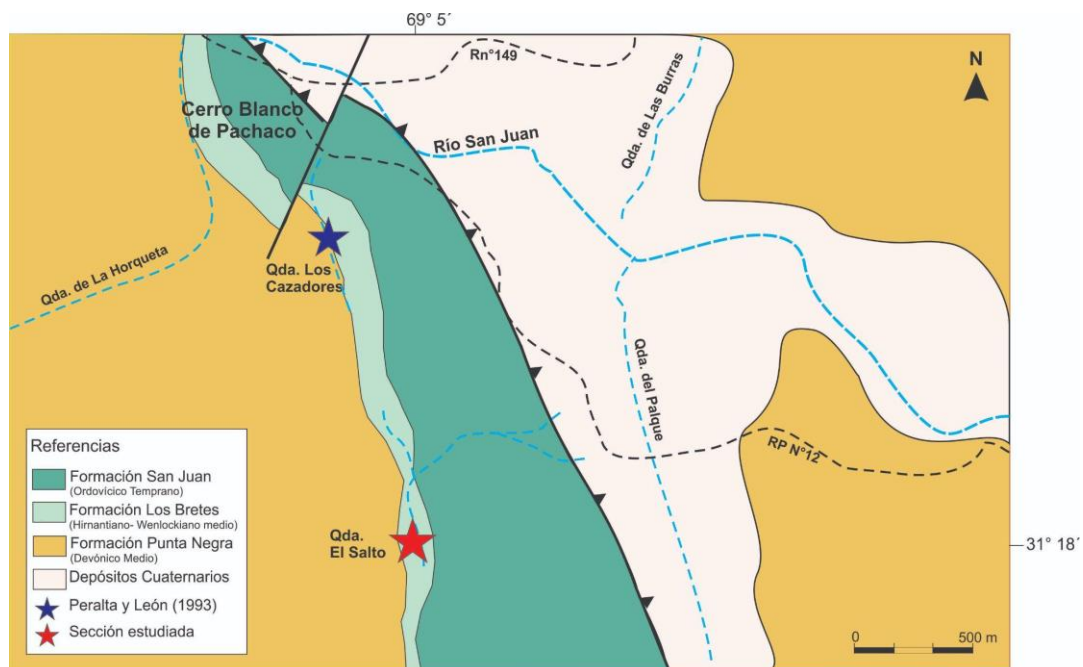 69° 5´
Rn°149
N
Qda. de Las Burras
Cerro Blanco
de Pachaco
Río San Juan
Qda. de La Horqueta
Qda. Los
Cazadores
Qda. del Palque
RP N°12
Referencias
Formación San Juan
(Ordovícico Temprano)
Formación Los Bretes
(Hirnantiano- Wenlockiano medio)
Formación Punta Negra
(Devónico Medio)
Depósitos Cuaternarios
Peralta y León (1993)
Sección estudiada
Qda.
El Salto
31° 18´
0 500 m